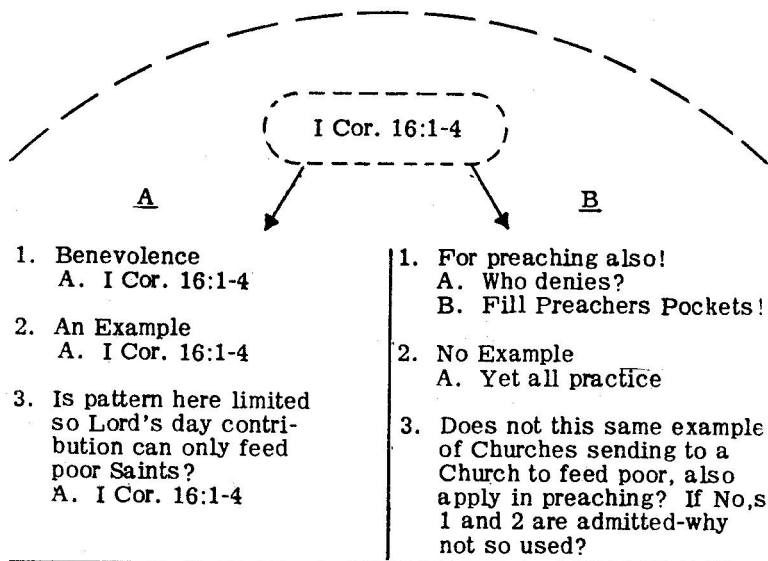 I Cor. 16:1-4
A
1. Benevolence
A. I Cor. 16:1-4
2. An Example
A. I Cor. 16:1-4
3. Is pattern here limited
so Lord's day contri-
bution can only feed
poor Saints?
A. I Cor. 16:1-4
B
1. For preaching also!
A. Who denies?
B. Fill Preachers Pockets!
2. No Example
A. Yet all practice
3. Does not this same example
of Churches sending to a
Church to feed poor, also
apply in preaching? If No,s
1 and 2 are admitted-why
not so used?